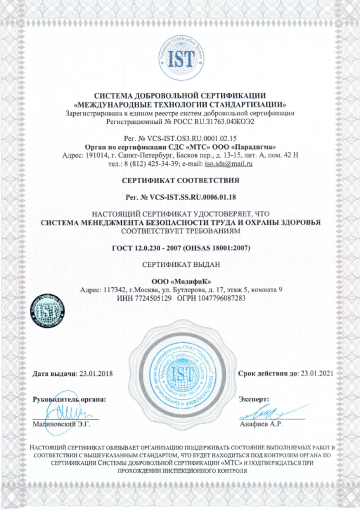 IST
СИСТЕМА ДОБРОВОЛЬНОЙ СЕРТИФИКАЦИИ
«МЕЖДУНАРОДНЫЕ ТЕХНОЛОГИИ СТАНДАРТИЗАЦИИ»
Зарегистрирована в едином реестре систем добровольной сертификации
Регистрационный № РОСС RU.31763.04ЖОЭ2
Рег. № VCS-IST.OS3.RU.0001.02.15
Орган по сертификации СДС «МТС» ООО «Парадигма»
Адрес: 191014, г. Санкт-Петербург, Басков пер., д. 13-15, лит. А, пом. 42 Н
тел.: 8 (812) 425-34-39; e-mail: iso.sds@mail.ru
СЕРТИФИКАТ СООТВЕТСТВИЯ
Рег. № VCS-IST.SS.RU.0006.01.18
НАСТОЯЩИЙ СЕРТИФИКАТ УДОСТОВЕРЯЕТ, ЧТО
СИСТЕМА МЕНЕДЖМЕНТА БЕЗОПАСНОСТИ ТРУДА И ОХРАНЫ ЗДОРОВЬЯ
СООТВЕТСТВУЕТ ТРЕБОВАНИЯМ
ГОСТ 12.0.230 - 2007 (OHSAS 18001:2007)
СЕРТИФИКАТ ВЫДАН
ООО «МодифиК»
Адрес: 117342, г.Москва, ул. Бутлерова, д. 17, этаж 5, комната 9
ИНН 7724505129 ОГРН 1047796087283
IST
Дата выдачи: 23.01.2018
Срок действия до: 23.01.2021
Руководитель органа:
Эксперт:
Малиновский Э.Г.
Анафиев А.Р.
НАСТОЯЩИЙ СЕРТИФИКАТ ОБЯЗЫВАЕТ ОРГАНИЗАЦИЮ ПОДДЕРЖИВАТЬ СОСТОЯНИЕ ВЫПОЛНЯЕМЫХ РАБОТ В
СООТВЕТСТВИИ С ВЫШЕУКАЗАННЫМ СТАНДАРТОМ, ЧТО БУДЕТ НАХОДИТЬСЯ ПОД КОНТРОЛЕМ ОРГАНА ПО
СЕРТИФИКАЦИИ СИСТЕМЫ ДОБРОВОЛЬНОЙ СЕРТИФИКАЦИИ «МТС» И ПОДТВЕРЖДАТЬСЯ ПРИ
ПРОХОЖДЕНИИ ИНСПЕКЦИОННОГО КОНТРОЛЯ